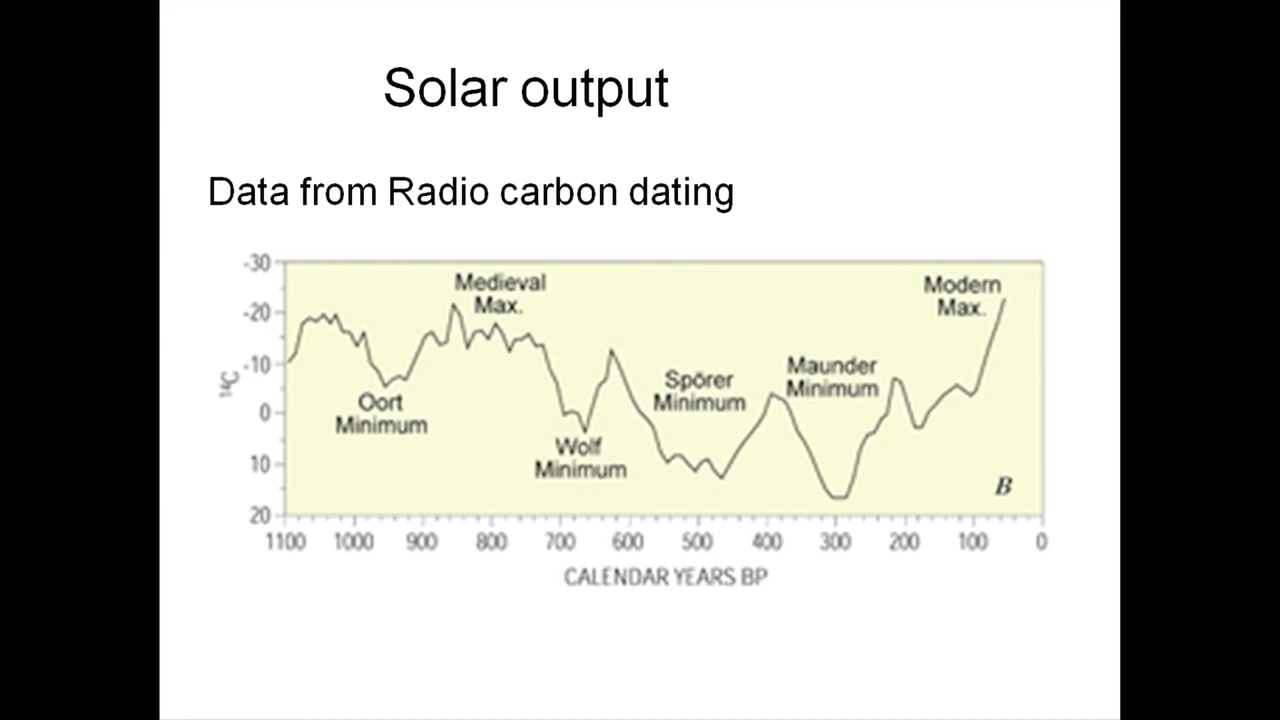 Solar output
Data from Radio carbon dating
-30
-20
-10
0
10
20
14C
Medieval
Max.
Modern
Max.
Oort
Minimum
Wolf
Minimum
Spörer
Minimum
Maunder
Minimum
B
1100 1000 900 800 700 600 500 400 300 200 100 0
CALENDAR YEARS BP